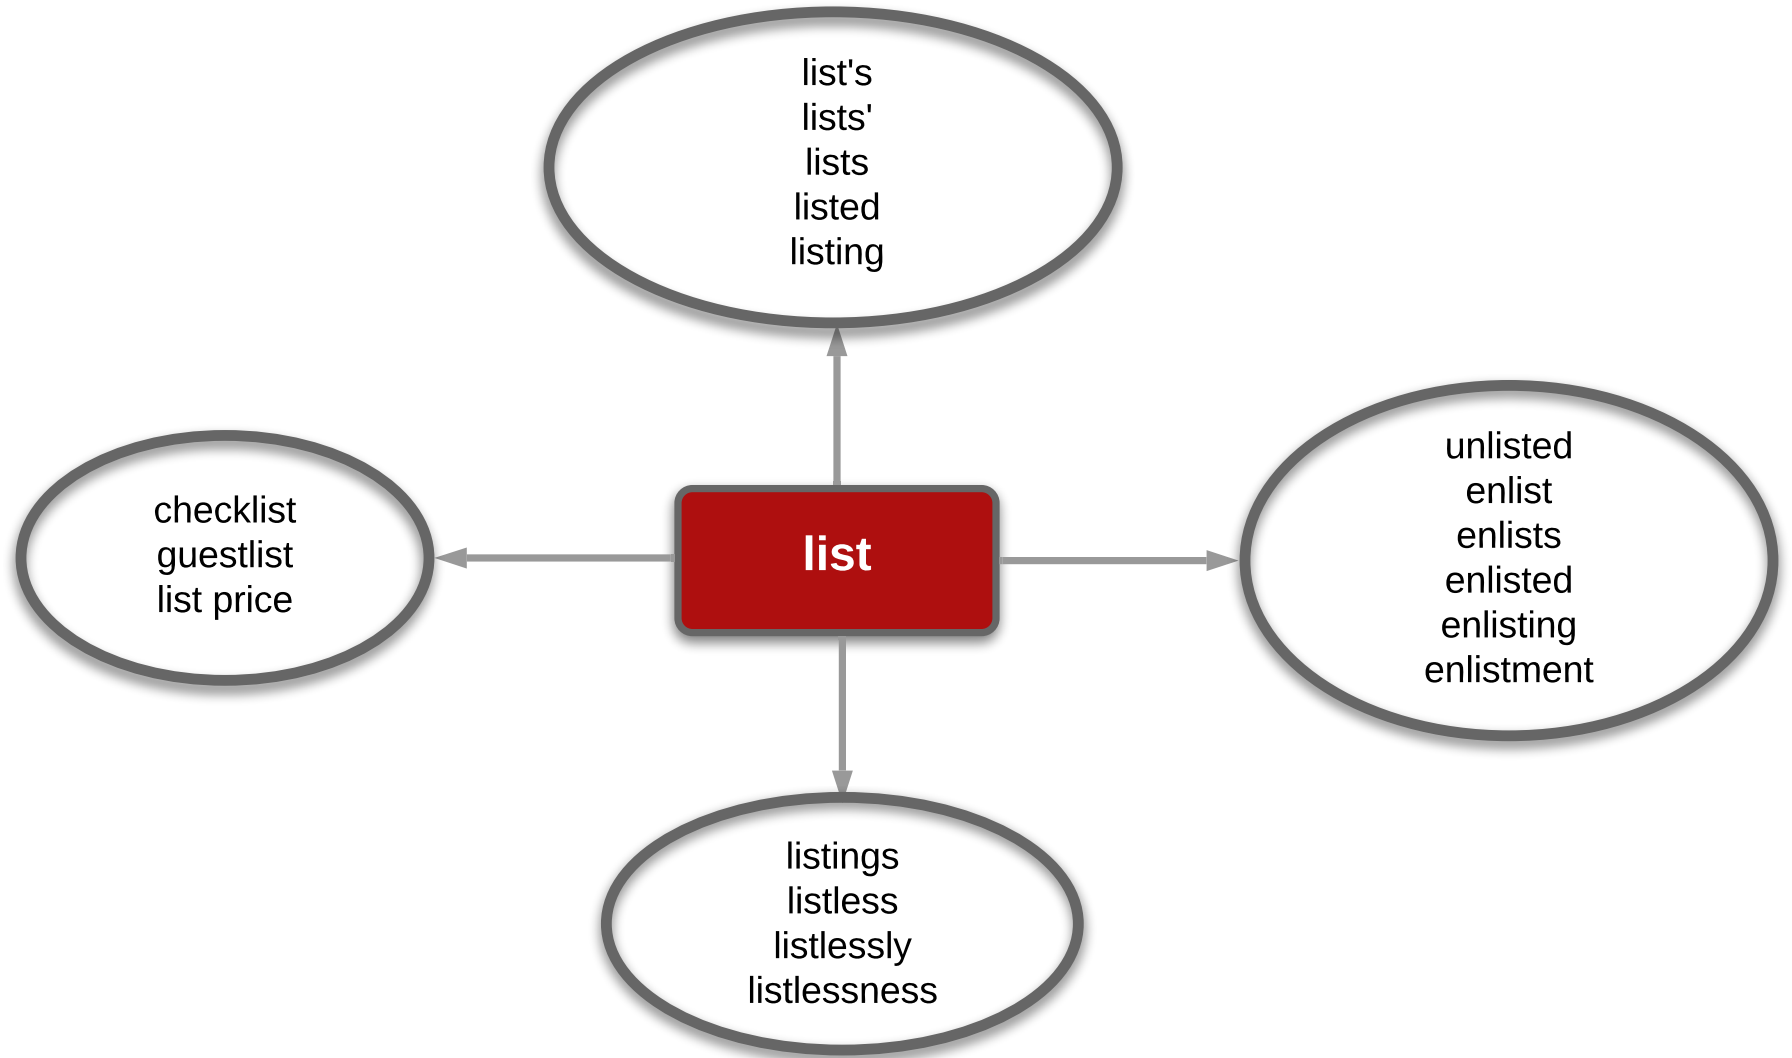 list's
lists'
lists
listed
listing
checklist
guestlist
list price
list
unlisted
enlist
enlists
enlisted
enlisting
enlistment
listings
listless
listlessly
listlessness